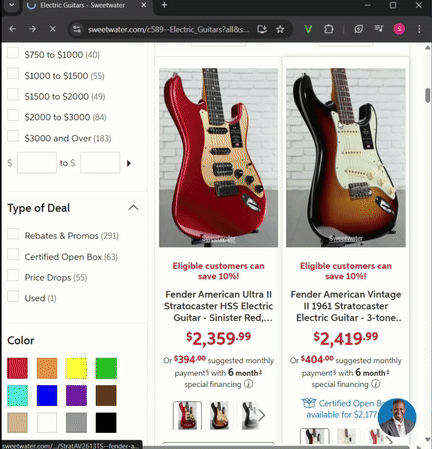 Electric Guitars - Sweetwater
sweetwater.com/c589--Electric_Guitars?all&s...
S
$750 to $1000 (40)
$1000 to $1500 (55)
$1500 to $2000 (49)
$2000 to $3000 (84)
$3000 and Over (183)
$ to $
Type of Deal
Rebates & Promos (291)
Certified Open Box (63)
Price Drops (55)
Used (1)
Color
Sweetwater
Eligible customers can
save 10%!
Fender American Ultra II
Stratocaster HSS Electric
Guitar - Sinister Red,...
$2,359.99
Or $394.00 suggested monthly
payment§ with 6 month‡
special financing
Sweetwater
Eligible customers can
save 10%!
Fender American Vintage
II 1961 Stratocaster
Electric Guitar - 3-tone...
$2,419.99
Or $404.00 suggested monthly
payment§ with 6 month‡
special financing
Certified Open Box
available for $2,177
sweetwater.com/.../StratAV2613TS--fender-a...